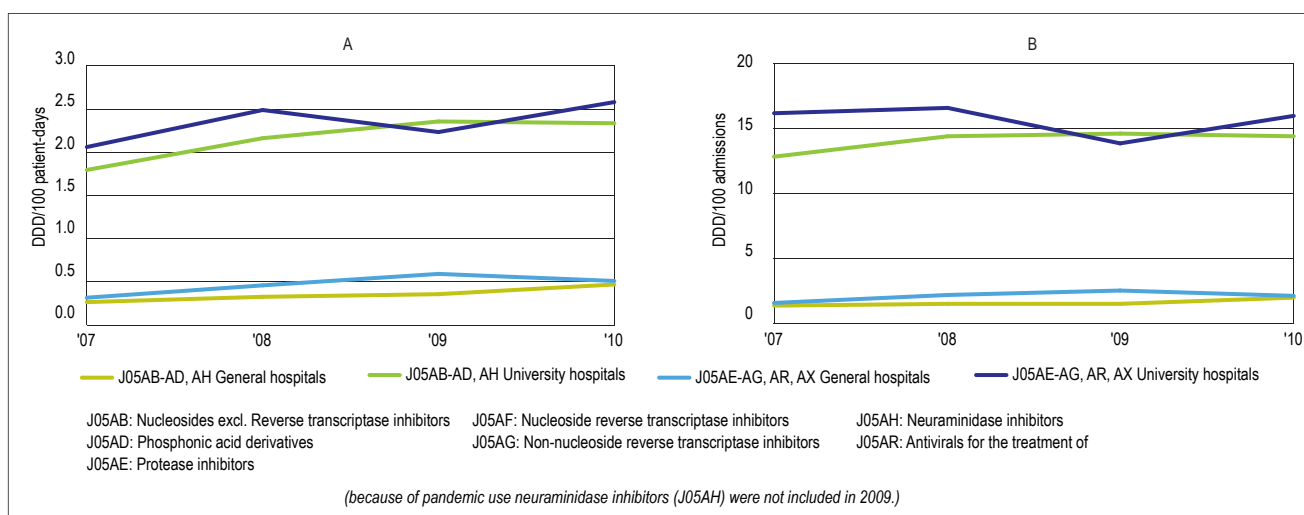 A
3.0
2.5
2.0
1.5
1.0
0.5
0.0
DDD/100 patient-days
'07 '08 '09 '10
B
20
15
10
5
0
DDD/100 admissions
'07 '08 '09 '10
J05AB-AD, AH General hospitals J05AB-AD, AH University hospitals J05AE-AG, AR, AX General hospitals J05AE-AG, AR, AX University hospitals
J05AB: Nucleosides excl. Reverse transcriptase inhibitors J05AF: Nucleoside reverse transcriptase inhibitors J05AH: Neuraminidase inhibitors
J05AD: Phosphonic acid derivatives J05AG: Non-nucleoside reverse transcriptase inhibitors J05AR: Antivirals for the treatment of
J05AE: Protease inhibitors
(because of pandemic use neuraminidase inhibitors (J05AH) were not included in 2009.)